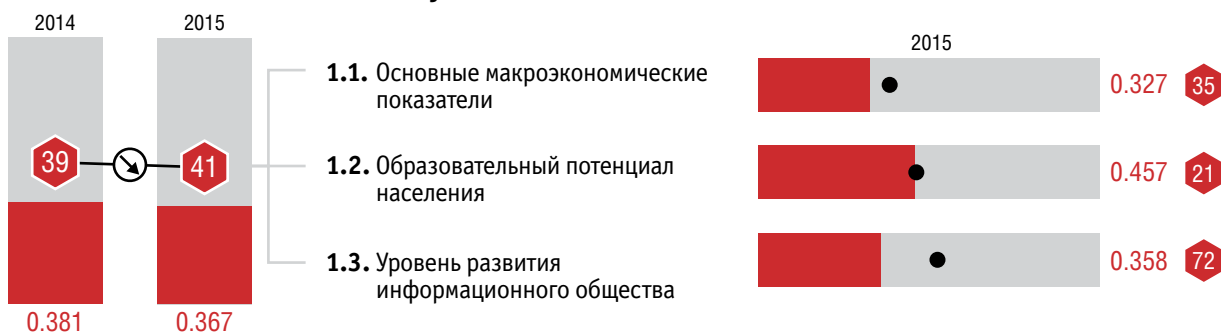 2014
2015
39
41
0.381
0.367
1.1. Основные макроэкономические
показатели
1.2. Образовательный потенциал
населения
1.3. Уровень развития
информационного общества
2015
0.327 35
0.457 21
0.358 72